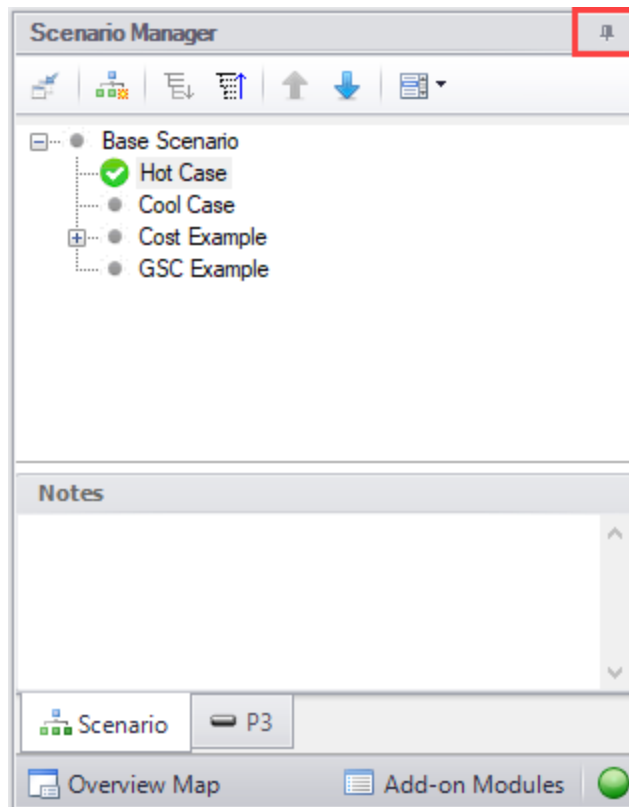 Scenario Manager
Base Scenario
Hot Case
Cool Case
Cost Example
GSC Example
Notes
Scenario P3
Overview Map Add-on Modules